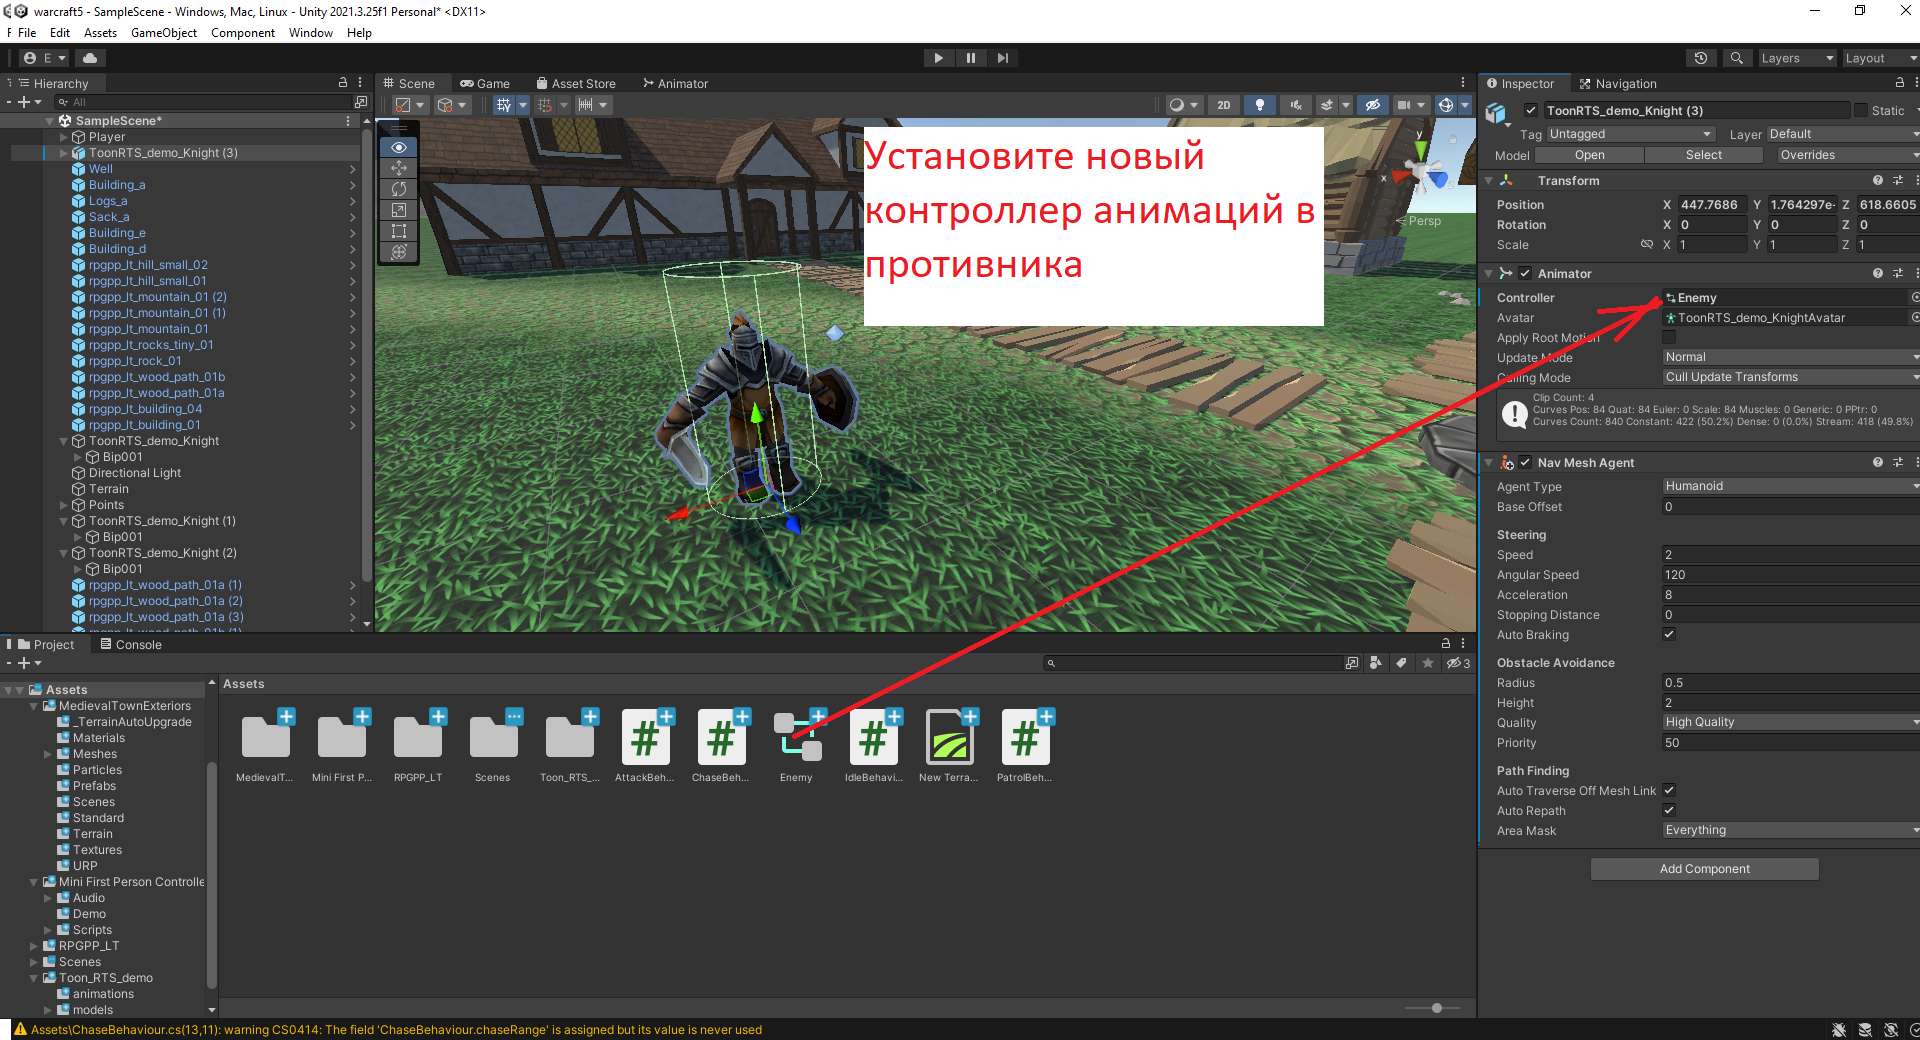 warcraft5 - SampleScene - Windows, Mac, Linux - Unity 2021.3.25f1 Personal* <DX11>
File Edit Assets GameObject Component Window Help
E
Layers
Layout
Hierarchy
All
SampleScene*
Player
ToonRTS_demo_Knight (3)
Well
Building_a
Logs_a
Sack_a
Building_e
Building_d
rpgpp_lt_hill_small_02
rpgpp_lt_hill_small_01
rpgpp_lt_mountain_01 (2)
rpgpp_lt_mountain_01 (1)
rpgpp_lt_mountain_01
rpgpp_lt_rocks_tiny_01
rpgpp_lt_rock_01
rpgpp_lt_wood_path_01b
rpgpp_lt_wood_path_01a
rpgpp_lt_building_04
rpgpp_lt_building_01
ToonRTS_demo_Knight
Bip001
Directional Light
Terrain
Points
ToonRTS_demo_Knight (1)
Bip001
ToonRTS_demo_Knight (2)
Bip001
rpgpp_lt_wood_path_01a (1)
rpgpp_lt_wood_path_01a (2)
rpgpp_lt_wood_path_01a (3)
Scene Game Asset Store Animator
2D
Установите новый
контроллер анимаций в
противника
y
x
Persp
Inspector Navigation
ToonRTS_demo_Knight (3) Static
Tag Untagged Layer Default
Model Open Select Overrides
Transform
Position X 447.7686 Y 1.764297e- Z 618.6605
Rotation X 0 Y 0 Z 0
Scale X 1 Y 1 Z 1
Animator
Controller Enemy
Avatar ToonRTS_demo_KnightAvatar
Apply Root Motion
Update Mode Normal
Culling Mode Cull Update Transforms
Clip Count: 4
Curves Pos: 84 Quat: 84 Euler: 0 Scale: 84 Muscles: 0 Generic: 0 PPtr: 0
Curves Count: 840 Constant: 422 (50.2%) Dense: 0 (0.0%) Stream: 418 (49.8%)
Nav Mesh Agent
Agent Type Humanoid
Base Offset 0
Steering
Speed 2
Angular Speed 120
Acceleration 8
Stopping Distance 0
Auto Braking
Obstacle Avoidance
Radius 0.5
Height 2
Quality High Quality
Priority 50
Path Finding
Auto Traverse Off Mesh Link
Auto Repath
Area Mask Everything
Add Component
Project Console
3
Assets
MedievalTownExteriors
_TerrainAutoUpgrade
Materials
Meshes
Particles
Prefabs
Scenes
Standard
Terrain
Textures
URP
Mini First Person Controlle
Audio
Demo
Scripts
RPGPP_LT
Scenes
Toon_RTS_demo
animations
models
Assets
MedievalT... Mini First P... RPGPP_LT Scenes Toon_RTS_... AttackBeh... ChaseBeh... Enemy IdleBehavi... New Terra... PatrolBeh...
Assets\ChaseBehaviour.cs(13,11): warning CS0414: The field 'ChaseBehaviour.chaseRange' is assigned but its value is never used